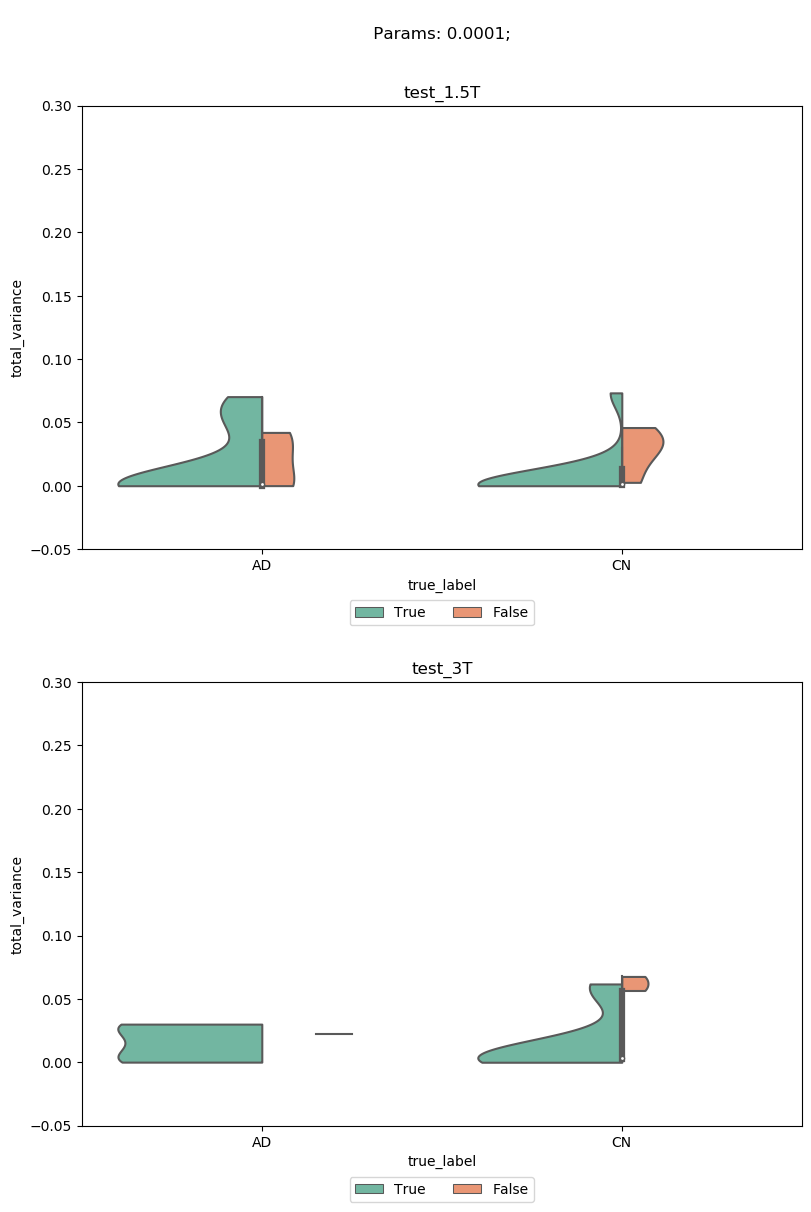 Params: 0.0001;
test_1.5T
0.30
0.25
0.20
0.15
0.10
0.05
0.00
−0.05
total_variance
AD CN
true_label
True False
test_3T
0.30
0.25
0.20
0.15
0.10
0.05
0.00
−0.05
total_variance
AD CN
true_label
True False